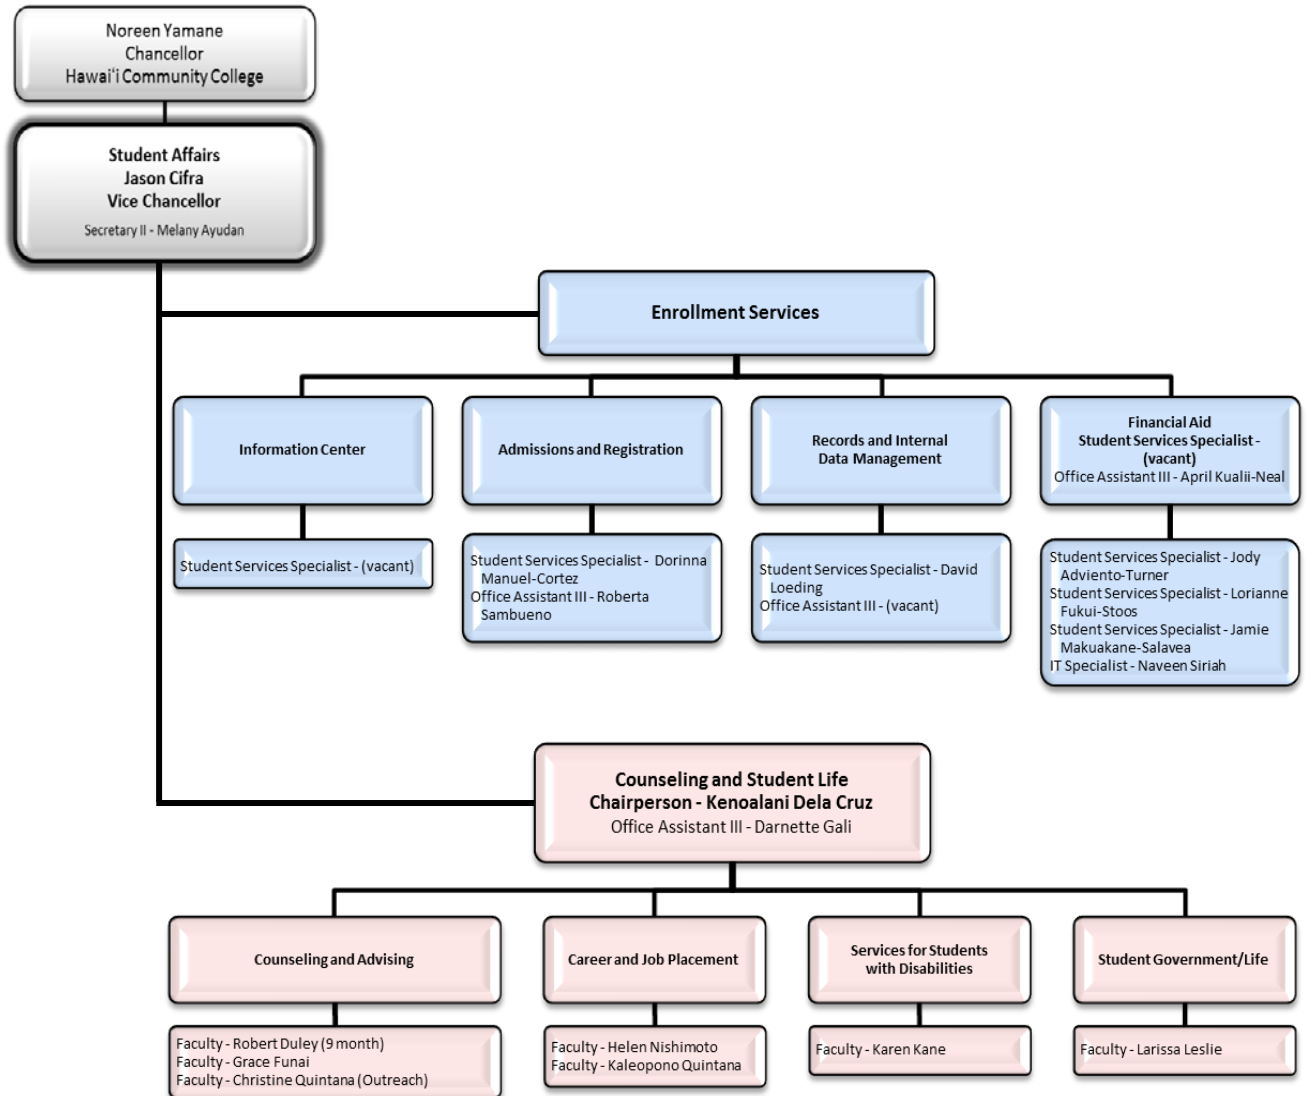 Noreen Yamane
Chancellor
Hawaiʻi Community College
Student Affairs
Jason Cifra
Vice Chancellor
Secretary II - Melany Ayudan
Enrollment Services
Information Center
Admissions and Registration
Records and Internal
Data Management
Financial Aid
Student Services Specialist -
(vacant)
Office Assistant III - April Kualii-Neal
Student Services Specialist - (vacant)
Student Services Specialist - Dorinna
Manuel-Cortez
Office Assistant III - Roberta
Sambueno
Student Services Specialist - David
Loeding
Office Assistant III - (vacant)
Student Services Specialist - Jody
Adviento-Turner
Student Services Specialist - Lorianne
Fukui-Stoos
Student Services Specialist - Jamie
Makuakane-Salavea
IT Specialist - Naveen Siriah
Counseling and Student Life
Chairperson - Kenoalani Dela Cruz
Office Assistant III - Darnette Gali
Counseling and Advising
Career and Job Placement
Services for Students
with Disabilities
Student Government/Life
Faculty - Robert Duley (9 month)
Faculty - Grace Funai
Faculty - Christine Quintana (Outreach)
Faculty - Helen Nishimoto
Faculty - Kaleopono Quintana
Faculty - Karen Kane
Faculty - Larissa Leslie